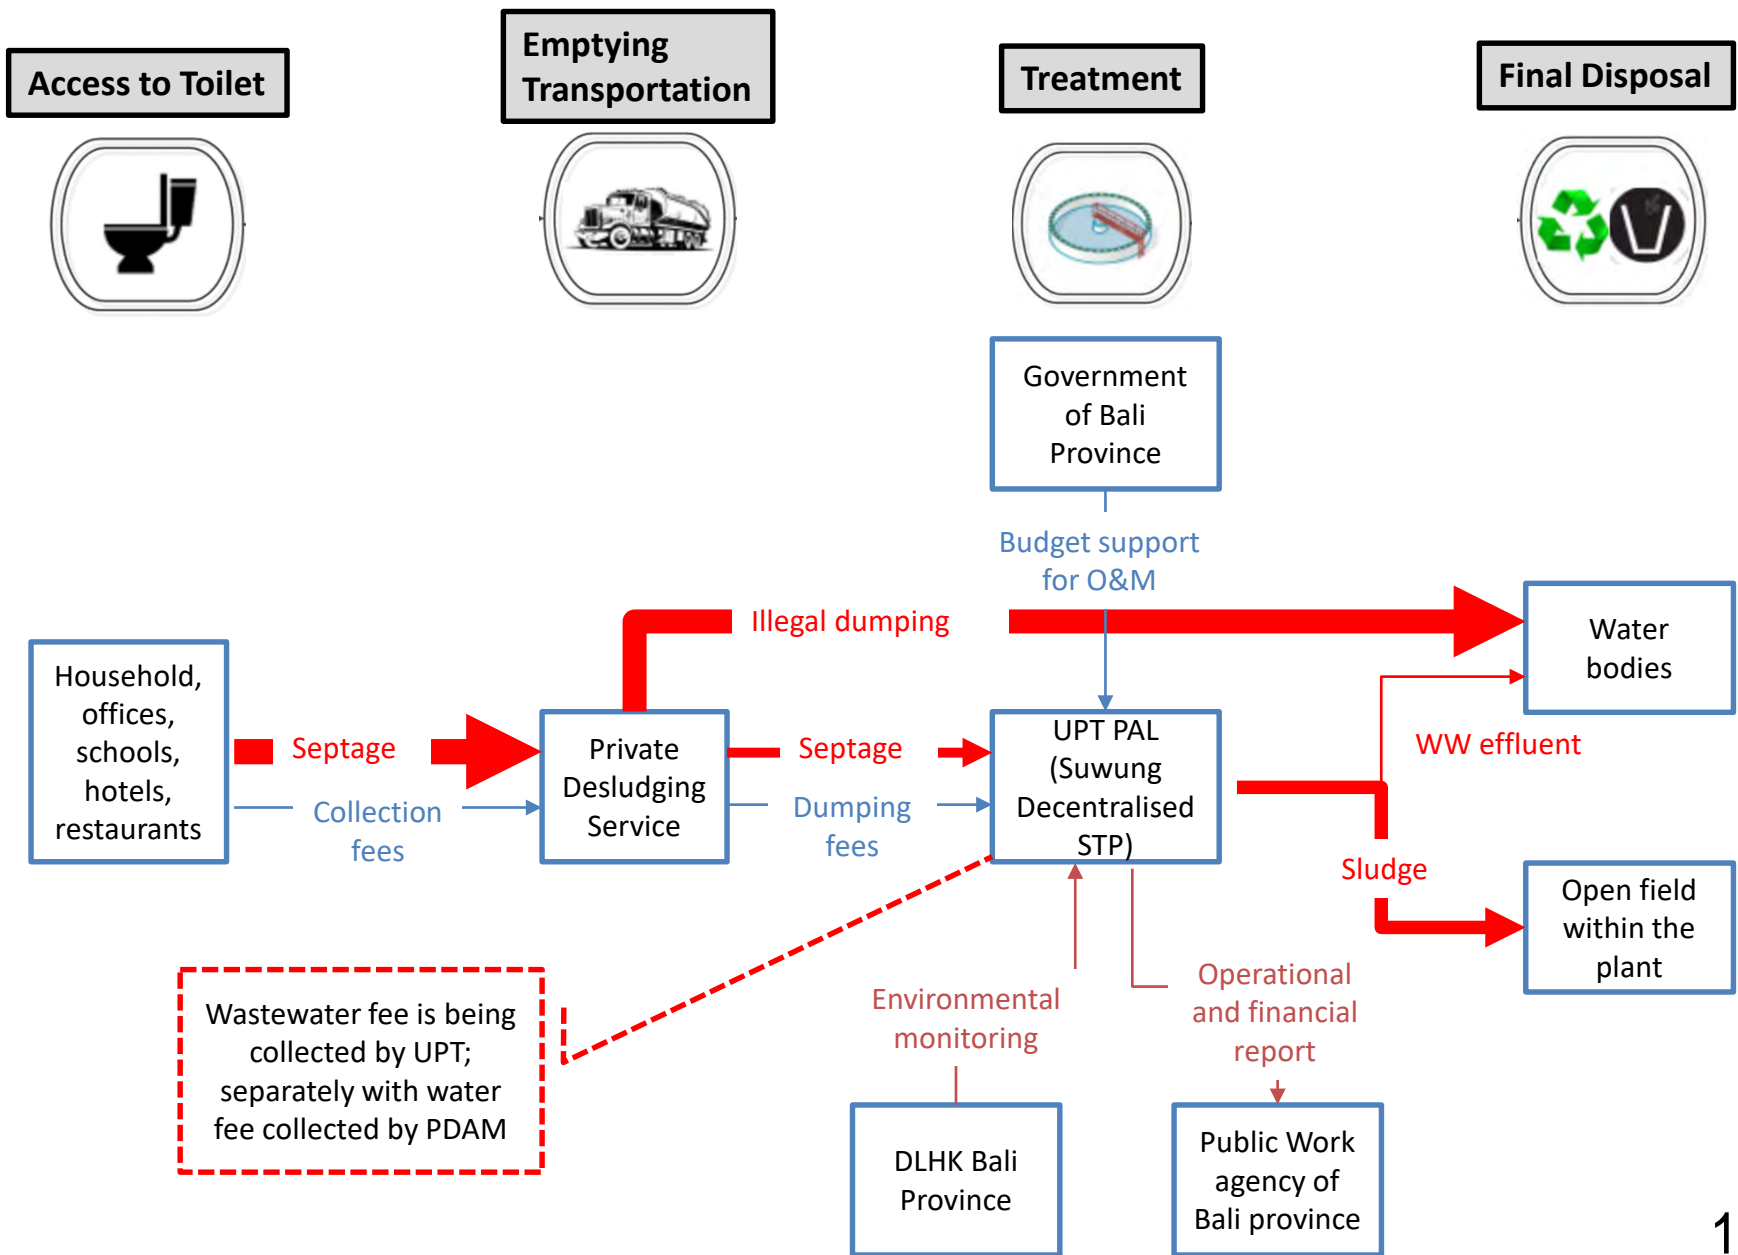 Access to Toilet
Emptying
Transportation
Treatment
Final Disposal
Government
of Bali
Province
Budget support
for O&M
Illegal dumping
Water
bodies
Household,
offices,
schools,
hotels,
restaurants
Septage
Collection
fees
Private
Desludging
Service
Septage
Dumping
fees
UPT PAL
(Suwung
Decentralised
STP)
WW effluent
Sludge
Open field
within the
plant
Wastewater fee is being
collected by UPT;
separately with water
fee collected by PDAM
Environmental
monitoring
Operational
and financial
report
DLHK Bali
Province
Public Work
agency of
Bali province
1